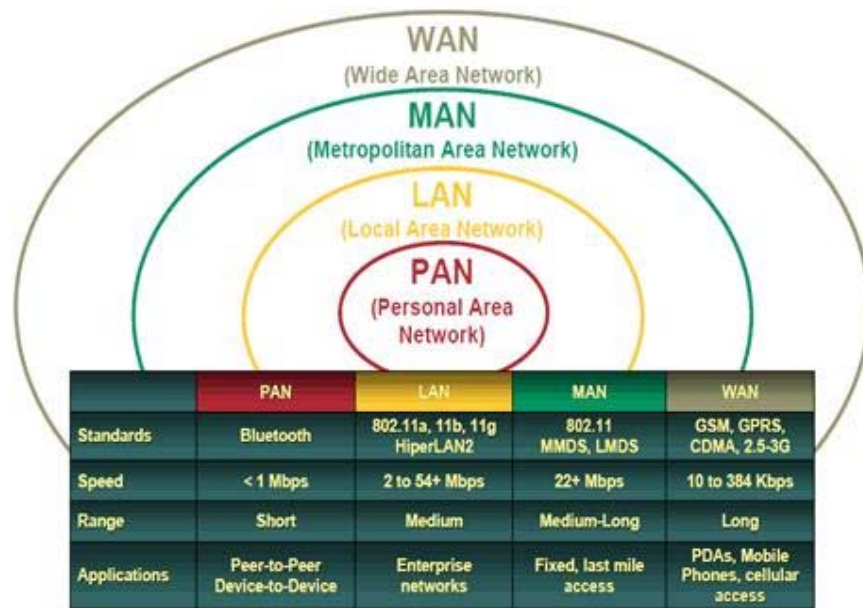 WAN
(Wide Area Network)
MAN
(Metropolitan Area Network)
LAN
(Local Area Network)
PAN
(Personal Area
Network)
PAN LAN MAN WAN
Standards Bluetooth 802.11a, 11b, 11g HiperLAN2 802.11 MMDS, LMDS GSM, GPRS, CDMA, 2.5-3G
Speed < 1 Mbps 2 to 54+ Mbps 22+ Mbps 10 to 384 Kbps
Range Short Medium Medium-Long Long
Applications Peer-to-Peer Device-to-Device Enterprise networks Fixed, last mile access PDAs, Mobile Phones, cellular access